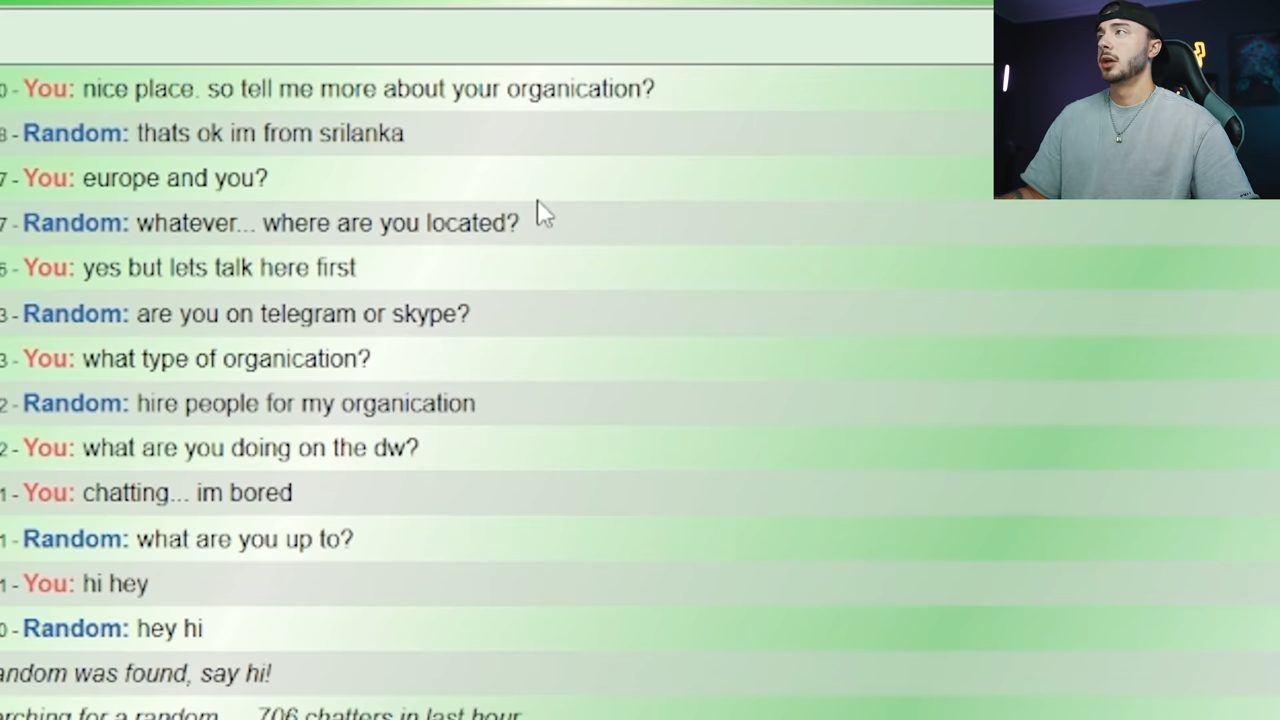 0 - You: nice place. so tell me more about your organication?
8 - Random: thats ok im from srilanka
7 - You: europe and you?
7 - Random: whatever... where are you located?
6 - You: yes but lets talk here first
3 - Random: are you on telegram or skype?
3 - You: what type of organication?
2 - Random: hire people for my organication
2 - You: what are you doing on the dw?
1 - You: chatting... im bored
1 - Random: what are you up to?
1 - You: hi hey
0 - Random: hey hi
andom was found, say hi!
arching for a random ... 706 chatters in last hour